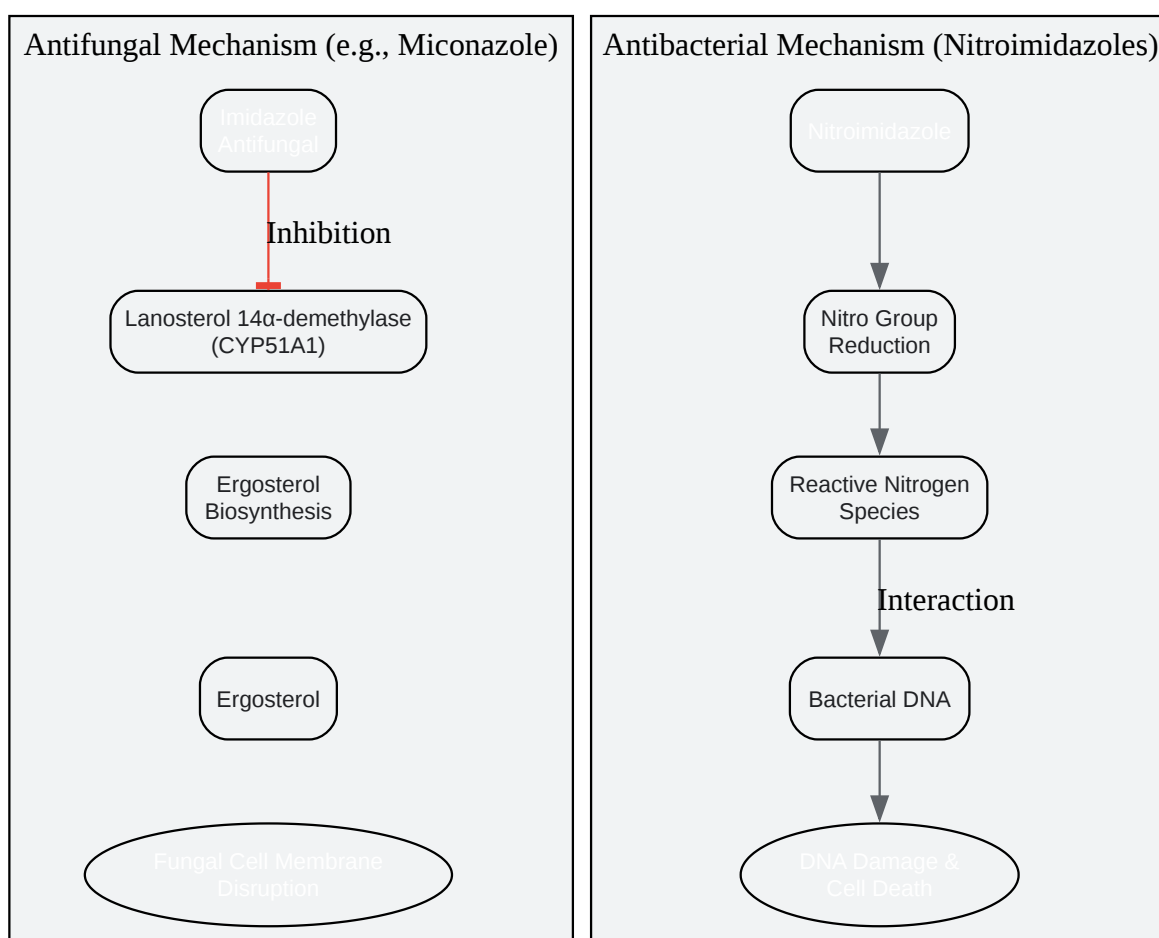 Antifungal Mechanism (e.g., Miconazole)
Imidazole
Antifungal
Inhibition
Lanosterol 14α-demethylase
(CYP51A1)
Ergosterol
Biosynthesis
Ergosterol
Fungal Cell Membrane
Disruption
Antibacterial Mechanism (Nitroimidazoles)
Nitroimidazole
Nitro Group
Reduction
Reactive Nitrogen
Species
Interaction
Bacterial DNA
DNA Damage &
Cell Death